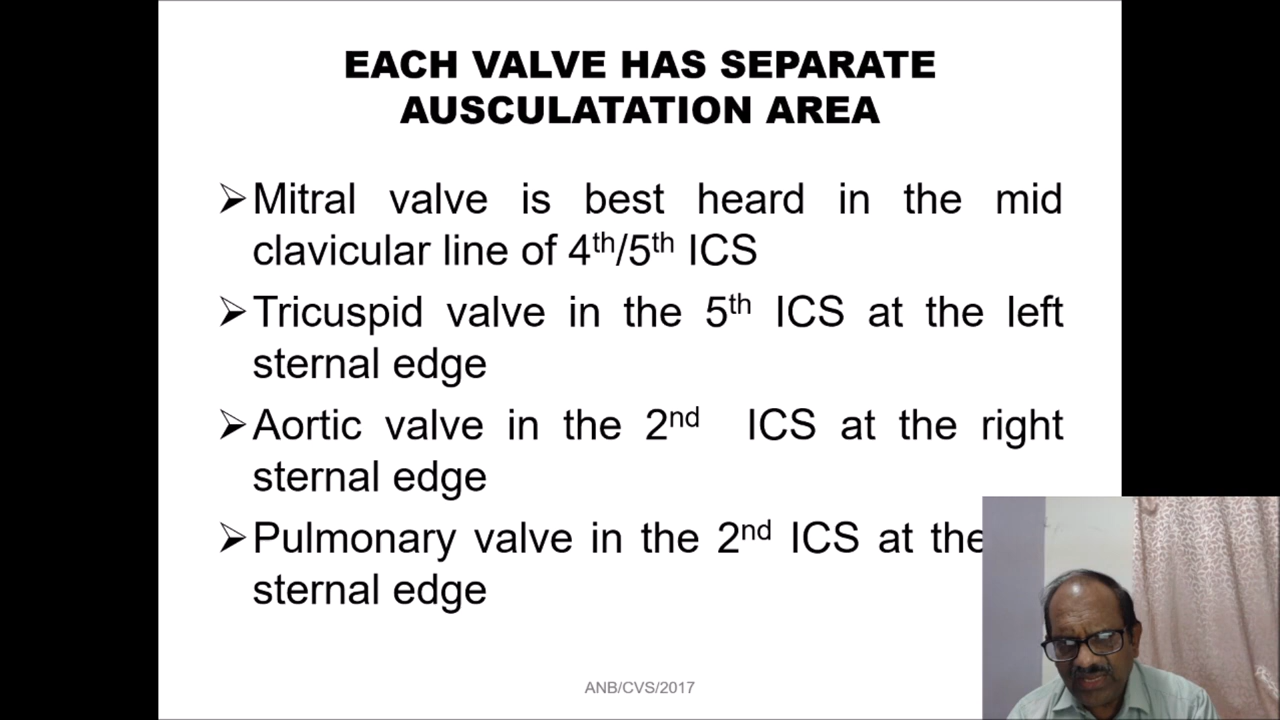 EACH VALVE HAS SEPARATE
AUSCULATATION AREA
➢Mitral valve is best heard in the mid
clavicular line of 4th/5th ICS
➢Tricuspid valve in the 5th ICS at the left
sternal edge
➢Aortic valve in the 2nd ICS at the right
sternal edge
➢Pulmonary valve in the 2nd ICS at the
sternal edge
ANB/CVS/2017